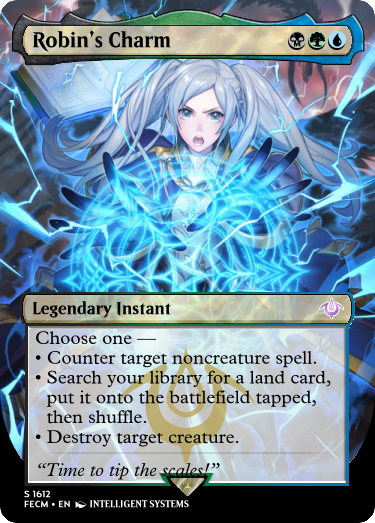 Robin's Charm
Legendary Instant
Choose one —
• Counter target noncreature spell.
• Search your library for a land card,
put it onto the battlefield tapped,
then shuffle.
• Destroy target creature.
“Time to tip the scales!”
S 1612
FECM • EN INTELLIGENT SYSTEMS